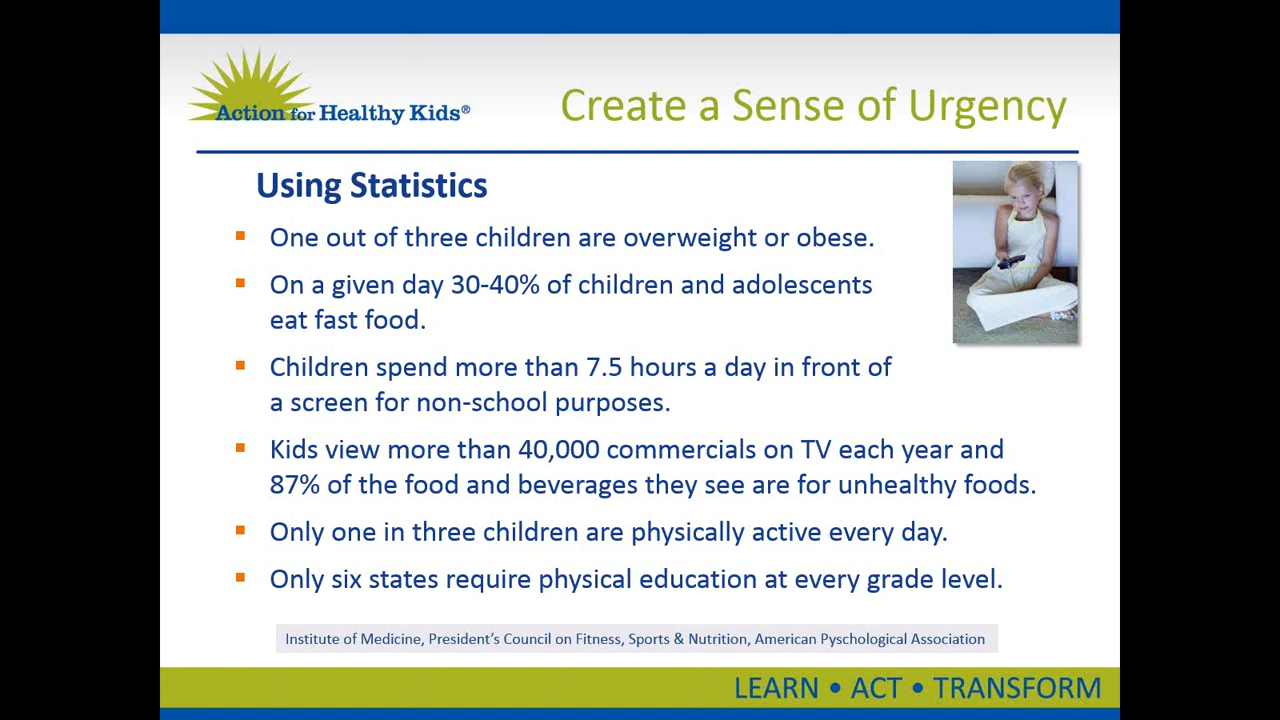 Action for Healthy Kids®
Create a Sense of Urgency
Using Statistics
One out of three children are overweight or obese.
On a given day 30-40% of children and adolescents
eat fast food.
Children spend more than 7.5 hours a day in front of
a screen for non-school purposes.
Kids view more than 40,000 commercials on TV each year and
87% of the food and beverages they see are for unhealthy foods.
Only one in three children are physically active every day.
Only six states require physical education at every grade level.
Institute of Medicine, President's Council on Fitness, Sports & Nutrition, American Pyschological Association
LEARN • ACT • TRANSFORM